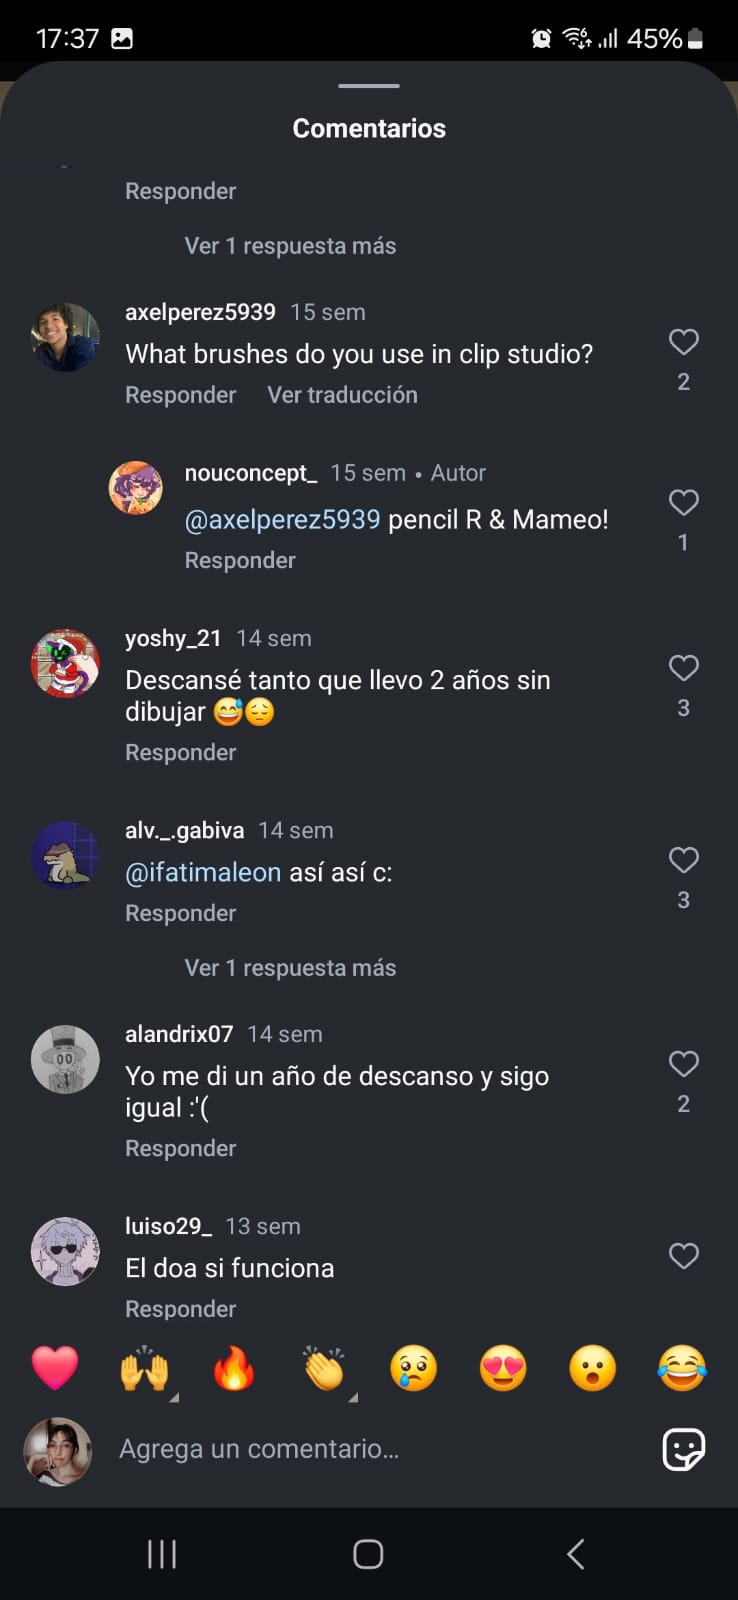 17:37 45%
Comentarios
Responder
Ver 1 respuesta más
axelperez5939 15 sem
What brushes do you use in clip studio?
2
Responder Ver traducción
nouconcept_ 15 sem • Autor
@axelperez5939 pencil R & Mameo!
1
Responder
yoshy_21 14 sem
Descansé tanto que llevo 2 años sin
dibujar 😅😔
3
Responder
alv._.gabiva 14 sem
@ifatimaleon así así c:
3
Responder
Ver 1 respuesta más
alandrix07 14 sem
Yo me di un año de descanso y sigo
igual :'(
2
Responder
luiso29_ 13 sem
El doa si funciona
Responder
Agrega un comentario...